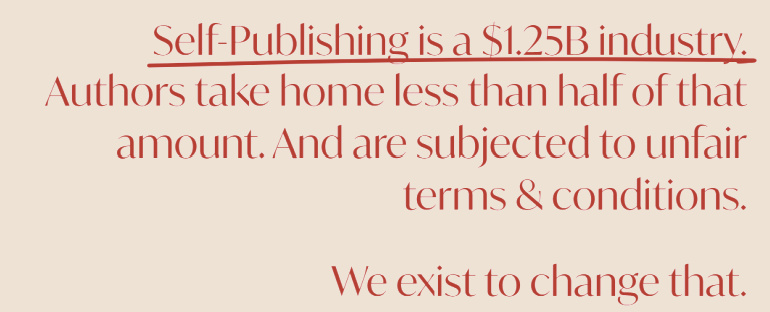 Self-Publishing is a $1.25B industry.
Authors take home less than half of that
amount. And are subjected to unfair
terms & conditions.
We exist to change that.